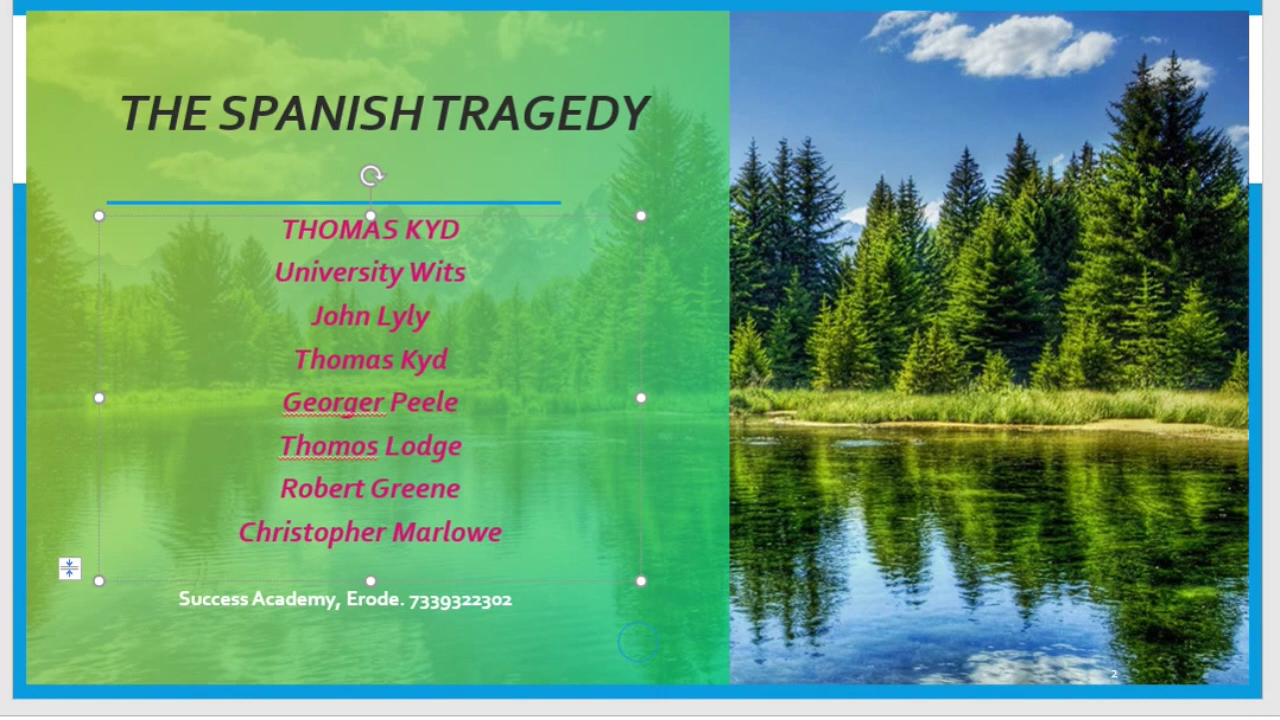 THE SPANISH TRAGEDY
THOMAS KYD
University Wits
John Lyly
Thomas Kyd
Georger Peele
Thomos Lodge
Robert Greene
Christopher Marlowe
Success Academy, Erode. 7339322302
2